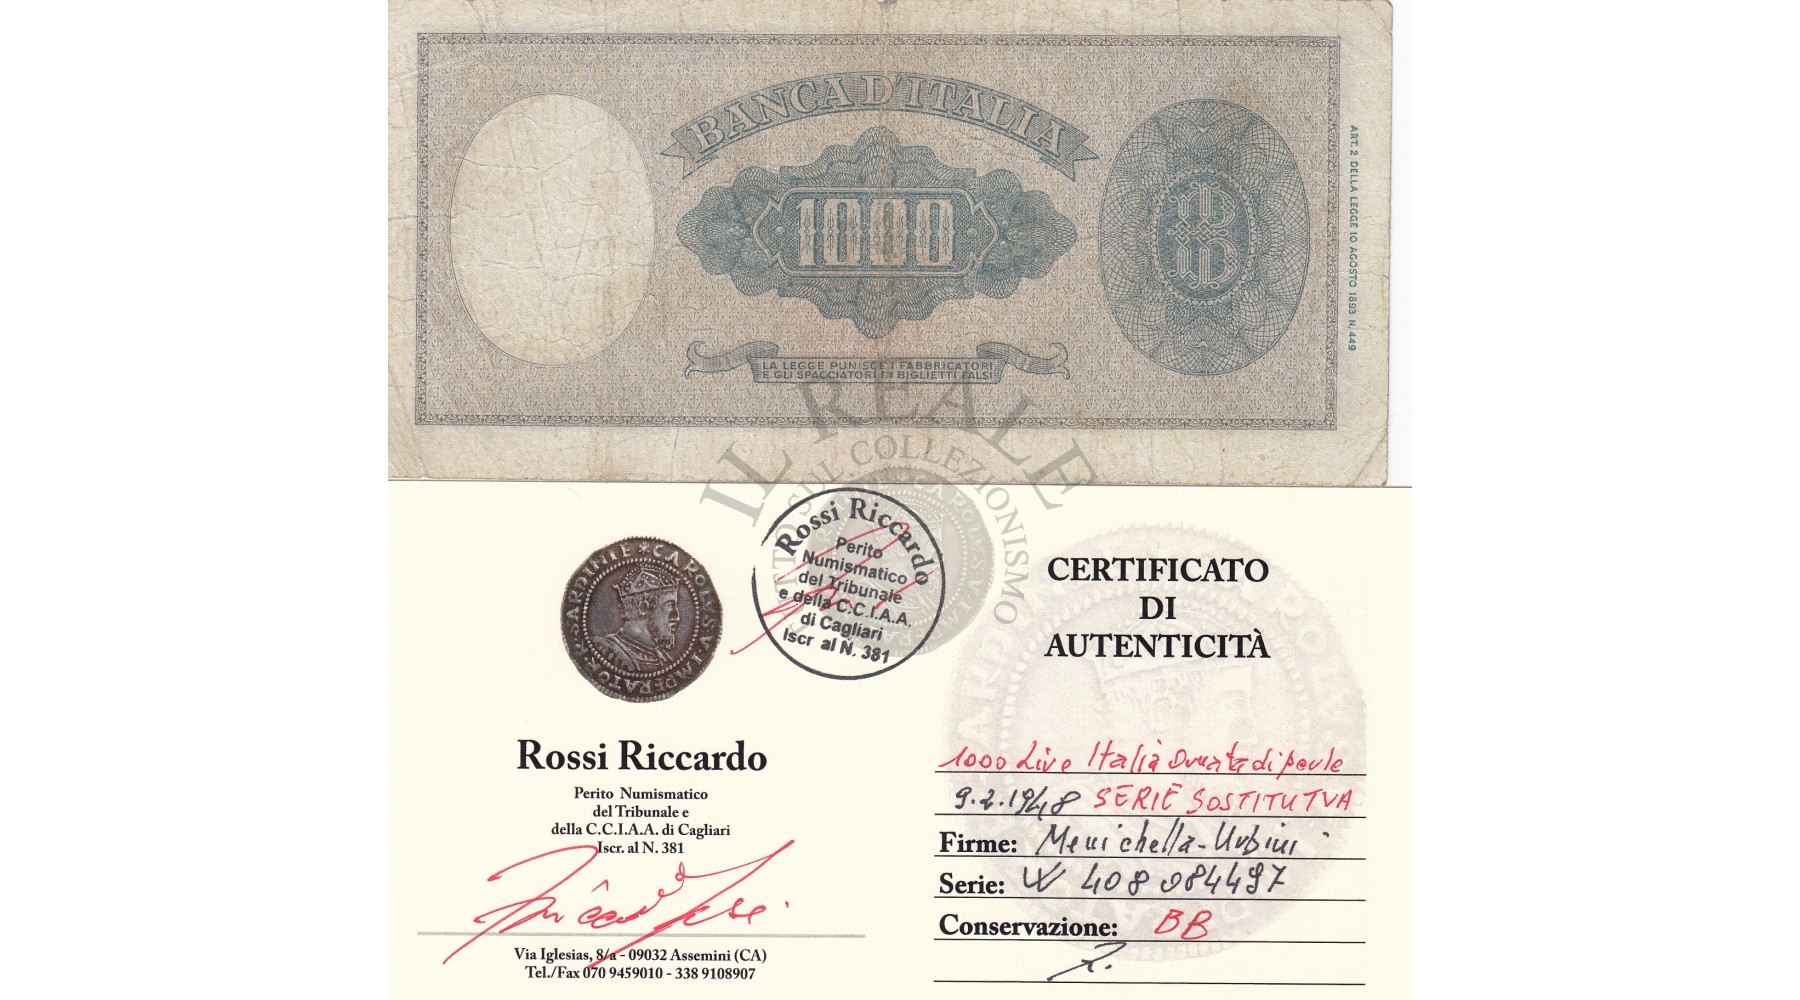 BANCA D'ITALIA
1000
ART. 2 DELLA LEGGE 10 AGOSTO 1893 N. 449
LA LEGGE PUNISCE I FABBRICATORI
E GLI SPACCIATORI DI BIGLIETTI FALSI
IL REALE
TUTTO SUL COLLEZIONISMO
Rossi Riccardo
Perito
Numismatico
del Tribunale
e della C.C.I.A.A.
di Cagliari
Iscr al N. 381
CERTIFICATO
DI
AUTENTICITÀ
Rossi Riccardo
Perito Numismatico
del Tribunale e
della C.C.I.A.A. di Cagliari
Iscr. al N. 381
Via Iglesias, 8/a - 09032 Assemini (CA)
Tel./Fax 070 9459010 - 338 9108907
1000 Lire Italia Ornata di perle
9.2.1948 SERIE SOSTITUTVA
Firme: Menichella-Urbini
Serie: W 408 084497
Conservazione: BB